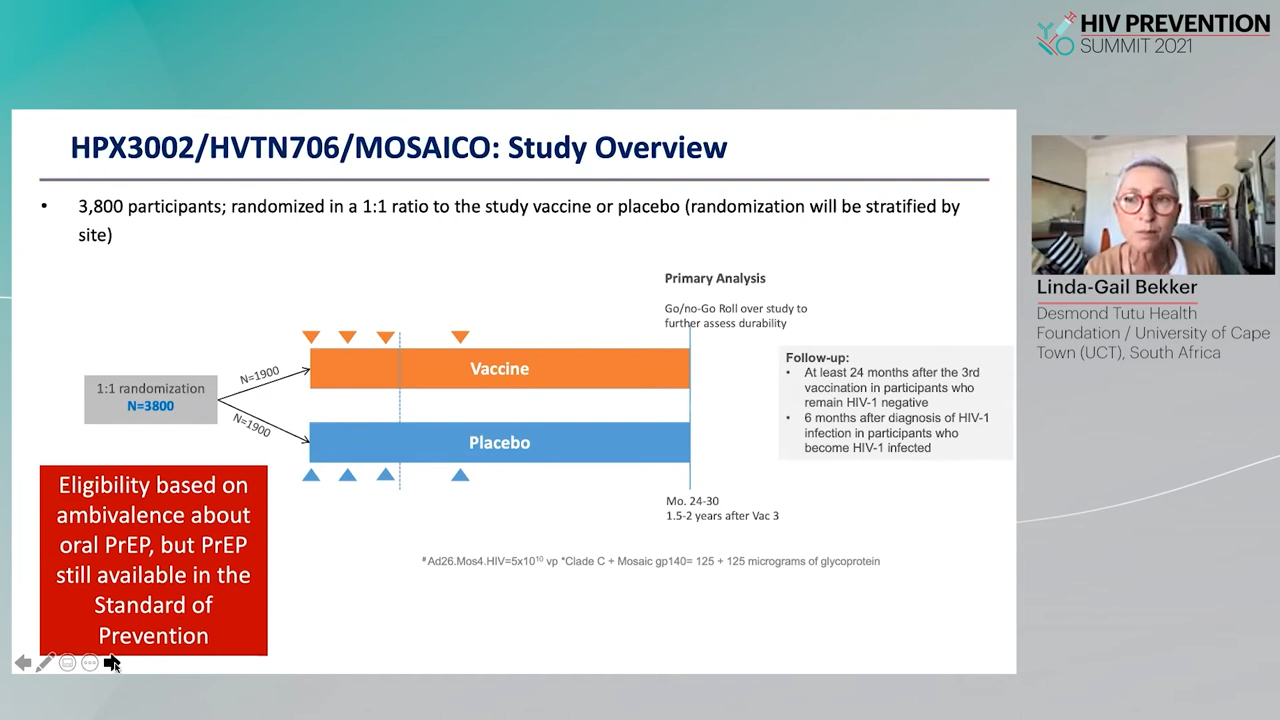 HIV PREVENTION
SUMMIT 2021
HPX3002/HVTN706/MOSAICO: Study Overview
• 3,800 participants; randomized in a 1:1 ratio to the study vaccine or placebo (randomization will be stratified by
site)
Primary Analysis
Go/no-Go Roll over study to
further assess durability
Vaccine
N=1900
1:1 randomization
N=3800
N=1900
Placebo
Follow-up:
• At least 24 months after the 3rd
vaccination in participants who
remain HIV-1 negative
• 6 months after diagnosis of HIV-1
infection in participants who
become HIV-1 infected
Mo. 24-30
1.5-2 years after Vac 3
Eligibility based on
ambivalence about
oral PrEP, but PrEP
still available in the
Standard of
Prevention
#Ad26.Mos4.HIV=5x10¹⁰ vp *Clade C + Mosaic gp140= 125 + 125 micrograms of glycoprotein
Linda-Gail Bekker
Desmond Tutu Health
Foundation / University of Cape
Town (UCT), South Africa